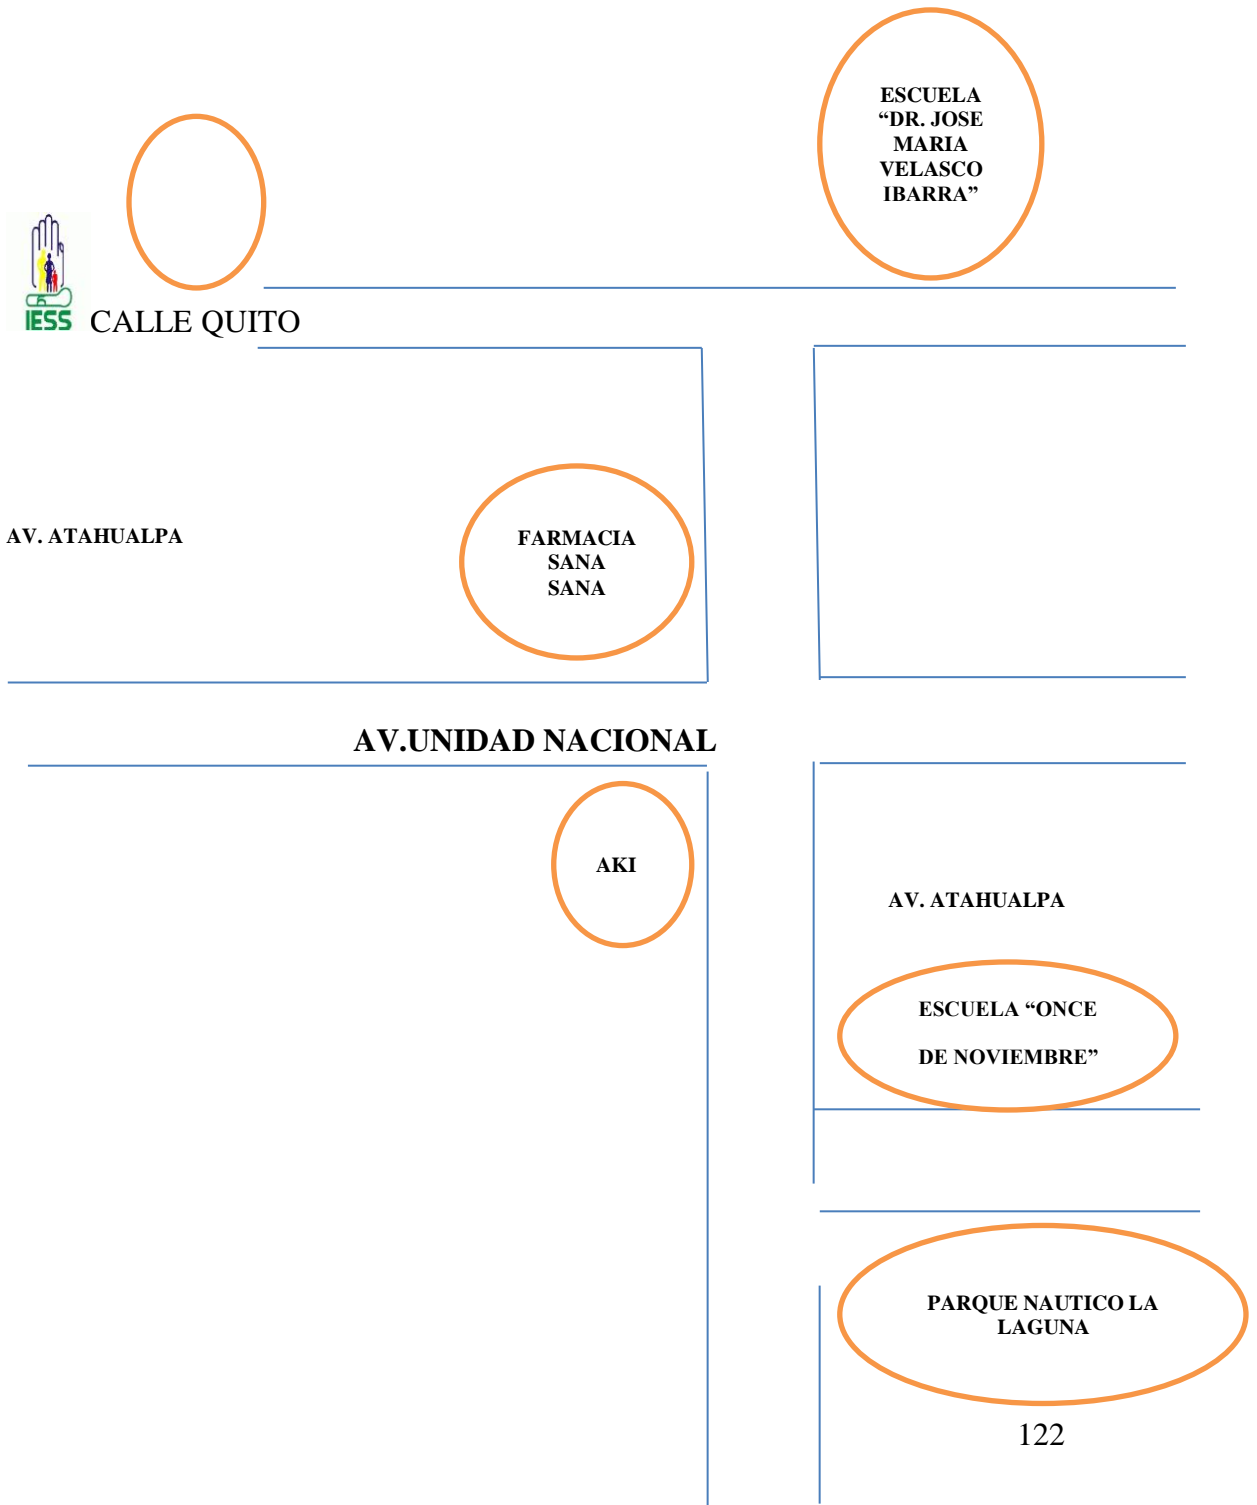 ESCUELA
“DR. JOSE
MARIA
VELASCO
IBARRA”
IESS
CALLE QUITO
AV. ATAHUALPA
FARMACIA
SANA
SANA
AV.UNIDAD NACIONAL
AKI
AV. ATAHUALPA
ESCUELA “ONCE
DE NOVIEMBRE”
PARQUE NAUTICO LA
LAGUNA
122